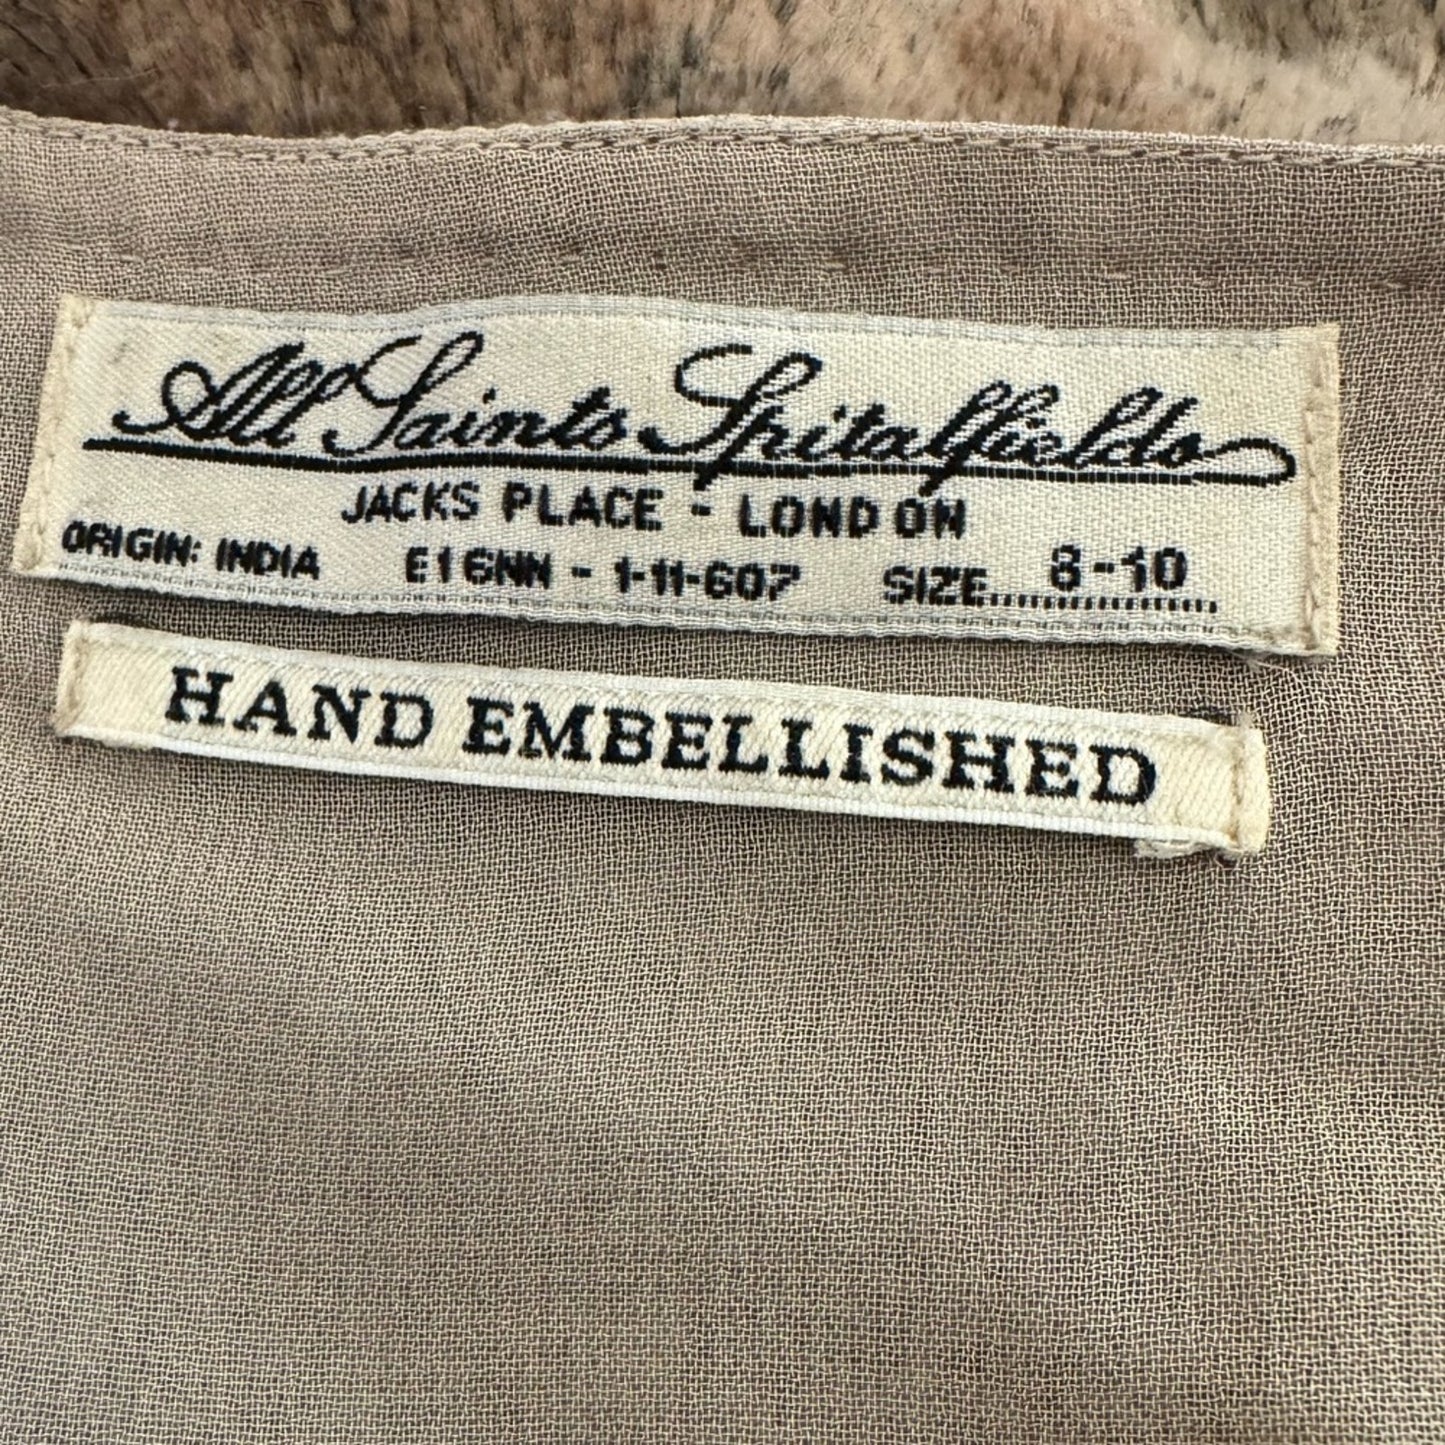 All Saints Spitalfields
JACKS PLACE - LONDON
ORIGIN: INDIA E16NN - 1-11-607 SIZE................ 8-10
HAND EMBELLISHED